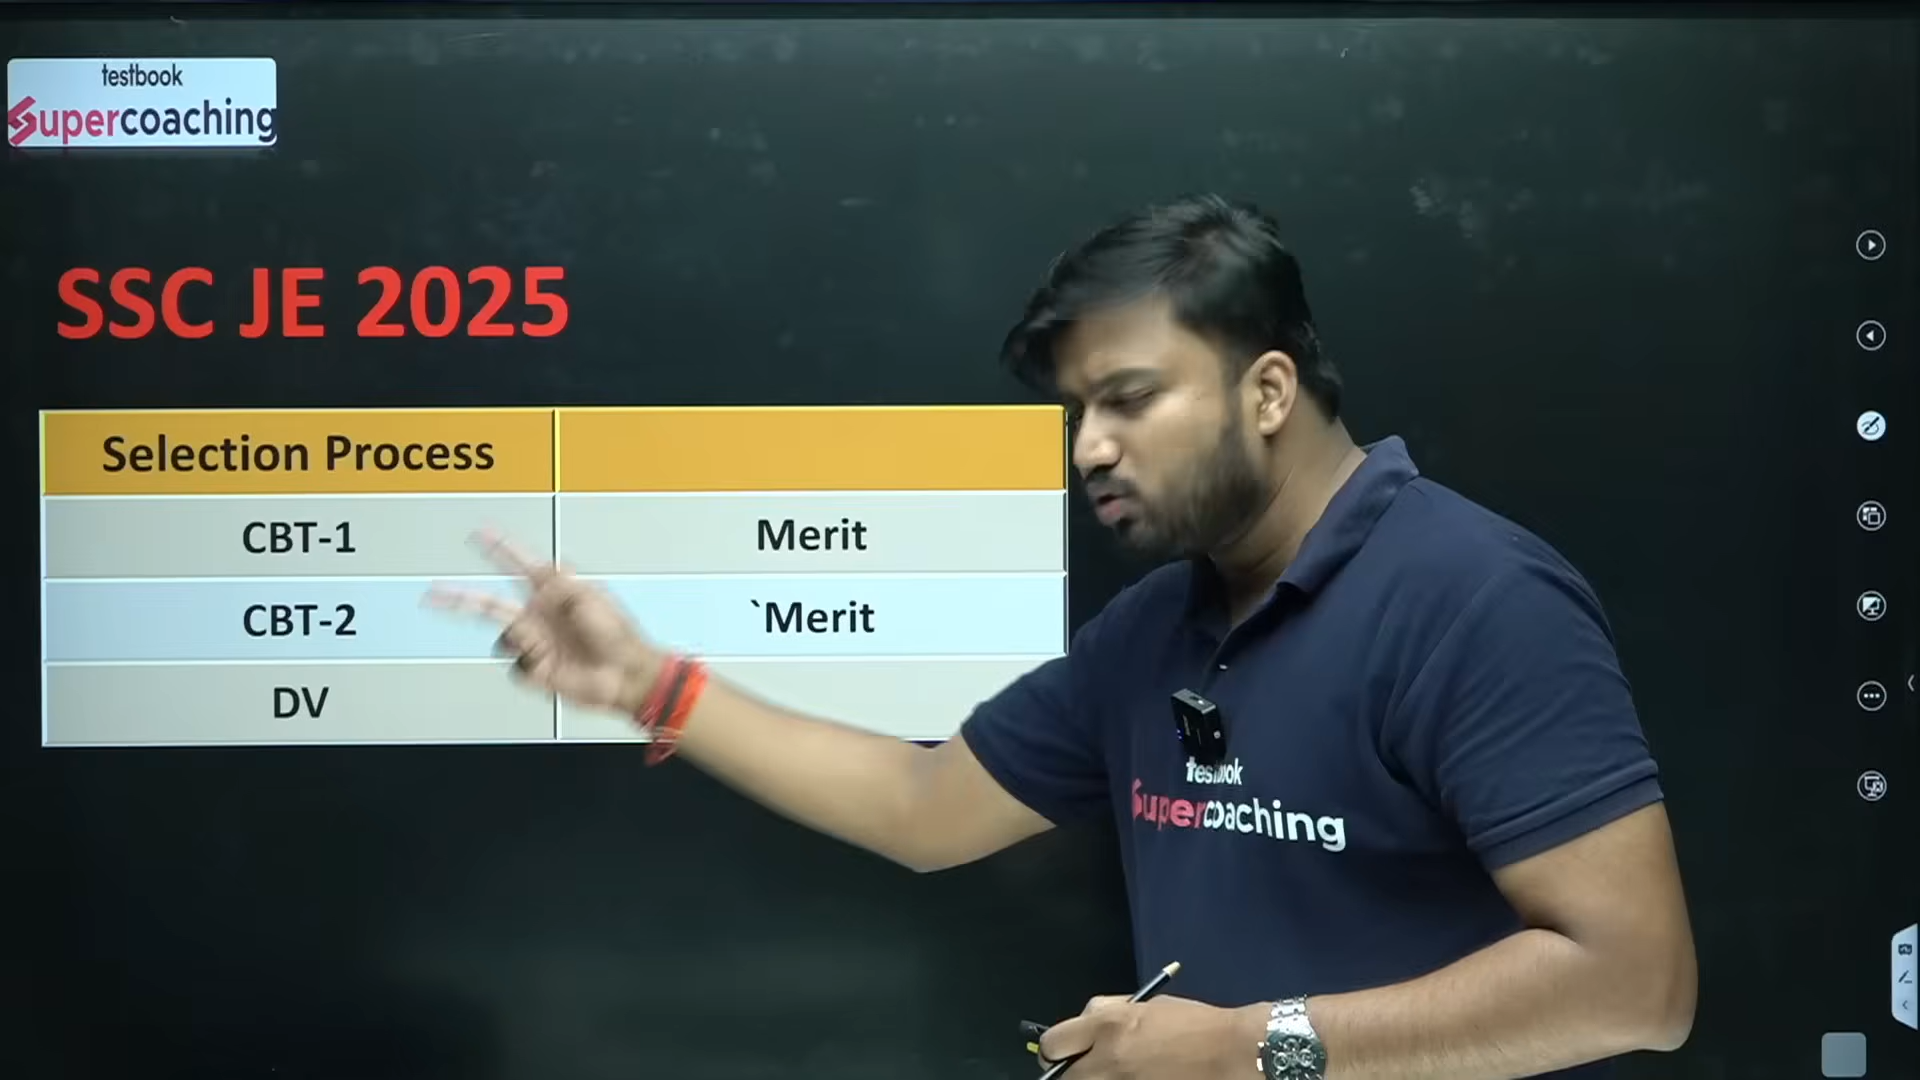 testbook
Supercoaching
SSC JE 2025
Selection Process
CBT-1 Merit
CBT-2 `Merit
DV
testbook
Supercoaching